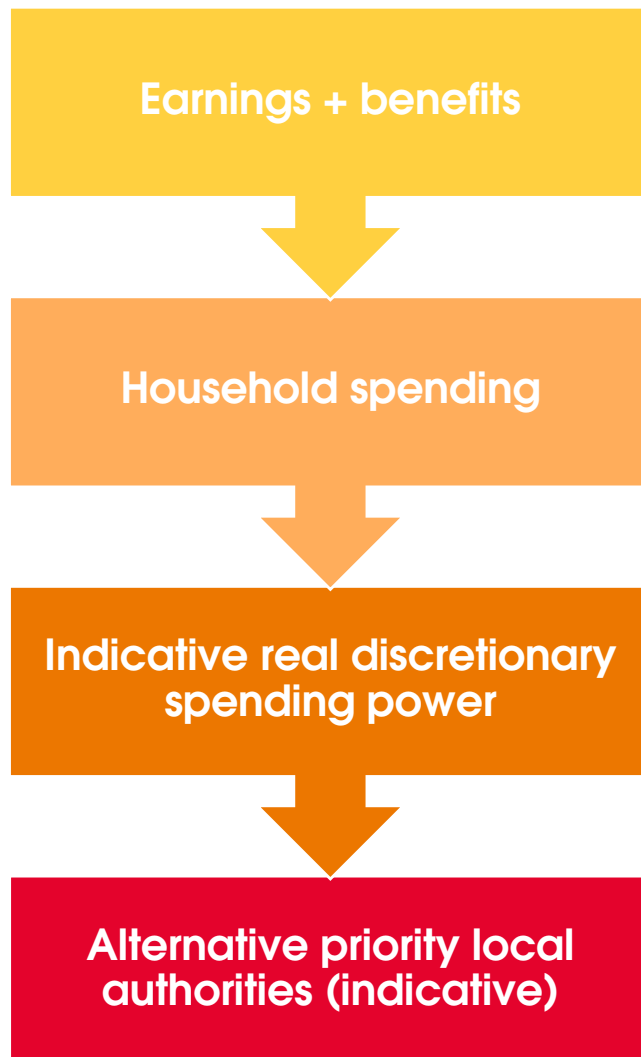 Earnings + benefits
Household spending
Indicative real discretionary
spending power
Alternative priority local
authorities (indicative)